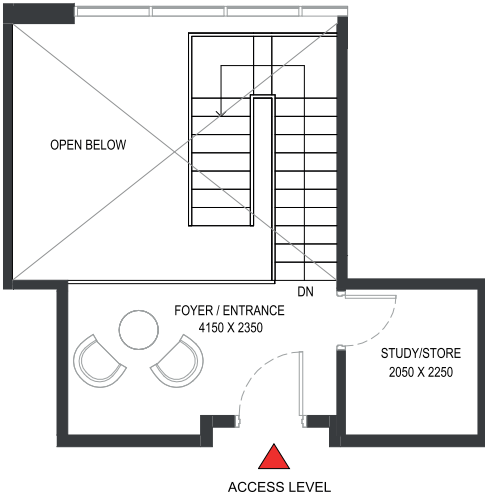 OPEN BELOW
DN
FOYER / ENTRANCE
4150 X 2350
STUDY/STORE
2050 X 2250
ACCESS LEVEL